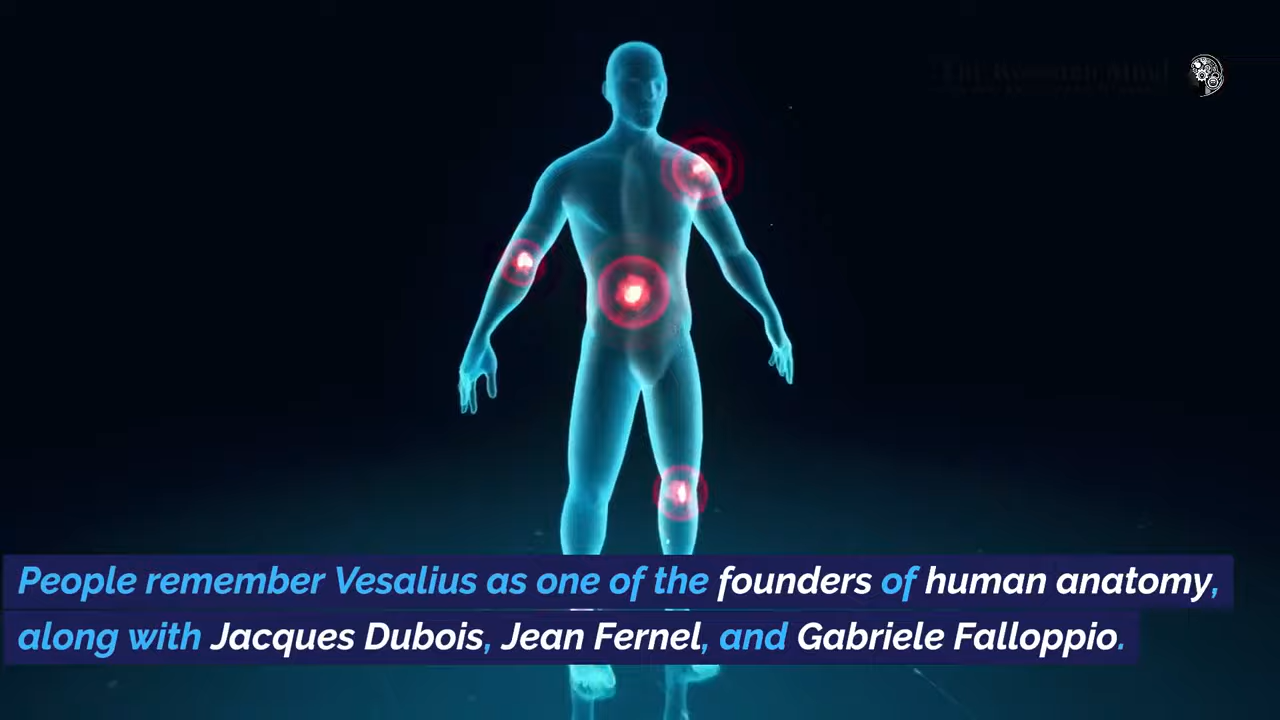 People remember Vesalius as one of the founders of human anatomy,
along with Jacques Dubois, Jean Fernel, and Gabriele Falloppio.